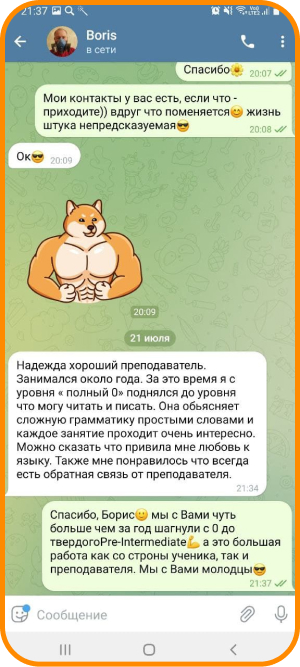 21:37
Boris
в сети
Спасибо🌼 20:07
Мои контакты у вас есть, если что -
приходите)) вдруг что поменяется😊 жизнь
штука непредсказуемая😎
20:08
Ок😎 20:09
20:09
21 июля
Надежда хороший преподаватель.
Занимался около года. За это время я с
уровня « полный 0» поднялся до уровня
что могу читать и писать. Она обьясняет
сложную грамматику простыми словами и
каждое занятие проходит очень интересно.
Можно сказать что привила мне любовь к
языку. Также мне понравилось что всегда
есть обратная связь от преподавателя.
21:34
Спасибо, Борис😊 мы с Вами чуть
больше чем за год шагнули с 0 до
твердогоPre-Intermediate💪 а это большая
работа как со строны ученика, так и
преподавателя. Мы с Вами молодцы😎
21:37
Сообщение